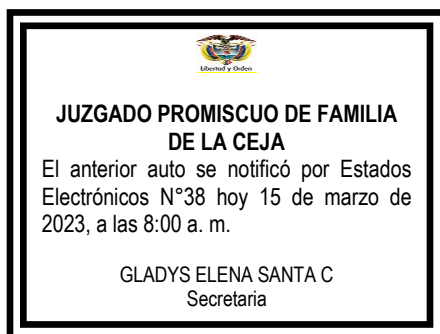 Libertad y Orden
JUZGADO PROMISCUO DE FAMILIA
DE LA CEJA
El anterior auto se notificó por Estados
Electrónicos N°38 hoy 15 de marzo de
2023, a las 8:00 a. m.
GLADYS ELENA SANTA C
Secretaria